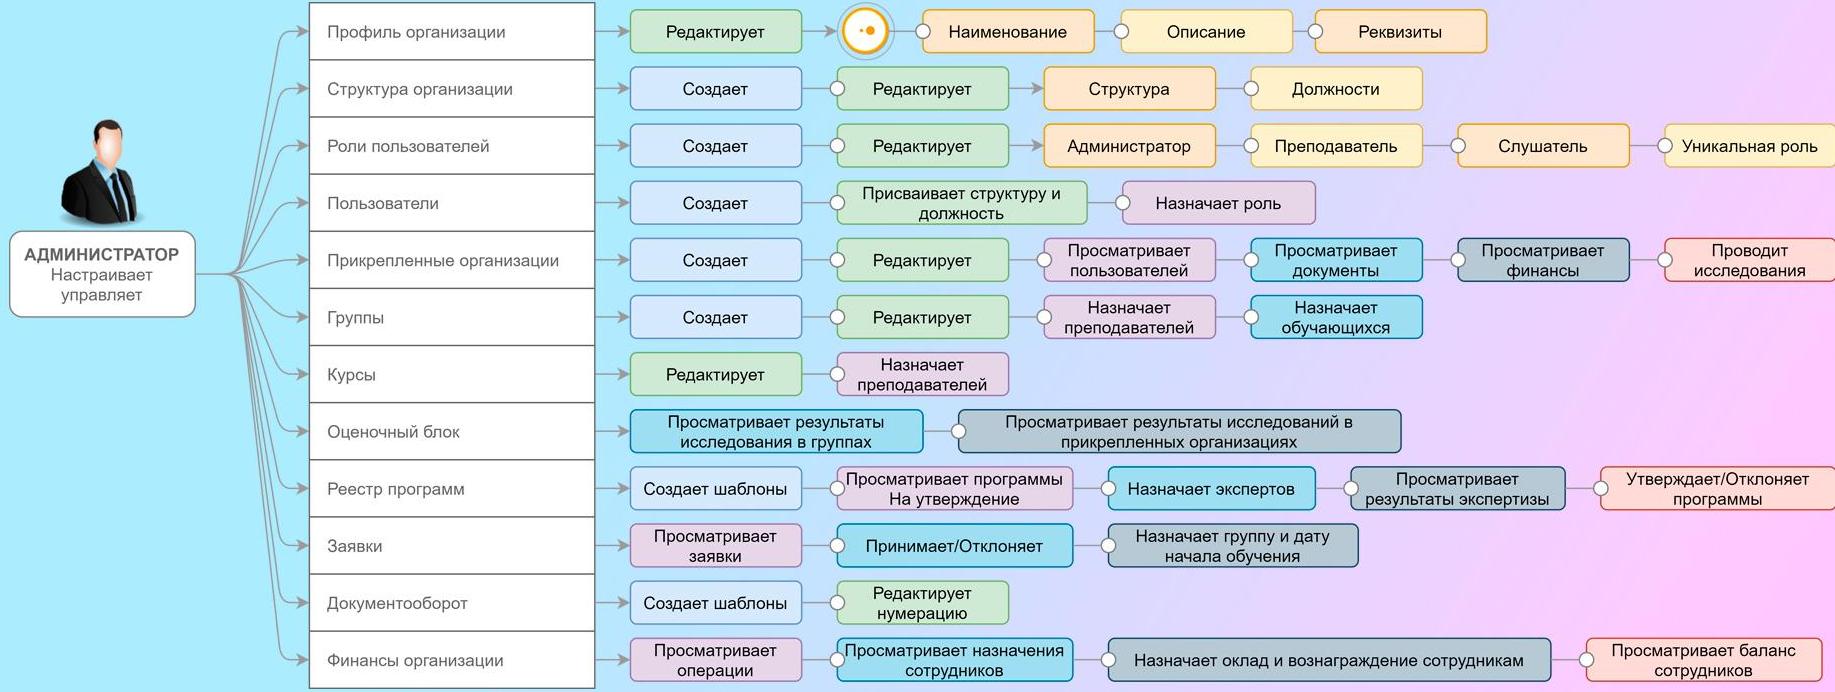 АДМИНИСТРАТОР
Настраивает
управляет
Профиль организации
Редактирует
Наименование
Описание
Реквизиты
Структура организации
Создает
Редактирует
Структура
Должности
Роли пользователей
Создает
Редактирует
Администратор
Преподаватель
Слушатель
Уникальная роль
Пользователи
Создает
Присваивает структуру и
должность
Назначает роль
Прикрепленные организации
Создает
Редактирует
Просматривает
пользователей
Просматривает
документы
Просматривает
финансы
Проводит
исследования
Группы
Создает
Редактирует
Назначает
преподавателей
Назначает
обучающихся
Курсы
Редактирует
Назначает
преподавателей
Оценочный блок
Просматривает результаты
исследования в группах
Просматривает результаты исследований в
прикрепленных организациях
Реестр программ
Создает шаблоны
Просматривает программы
На утверждение
Назначает экспертов
Просматривает
результаты экспертизы
Утверждает/Отклоняет
программы
Заявки
Просматривает
заявки
Принимает/Отклоняет
Назначает группу и дату
начала обучения
Документооборот
Создает шаблоны
Редактирует
нумерацию
Финансы организации
Просматривает
операции
Просматривает назначения
сотрудников
Назначает оклад и вознаграждение сотрудникам
Просматривает баланс
сотрудников